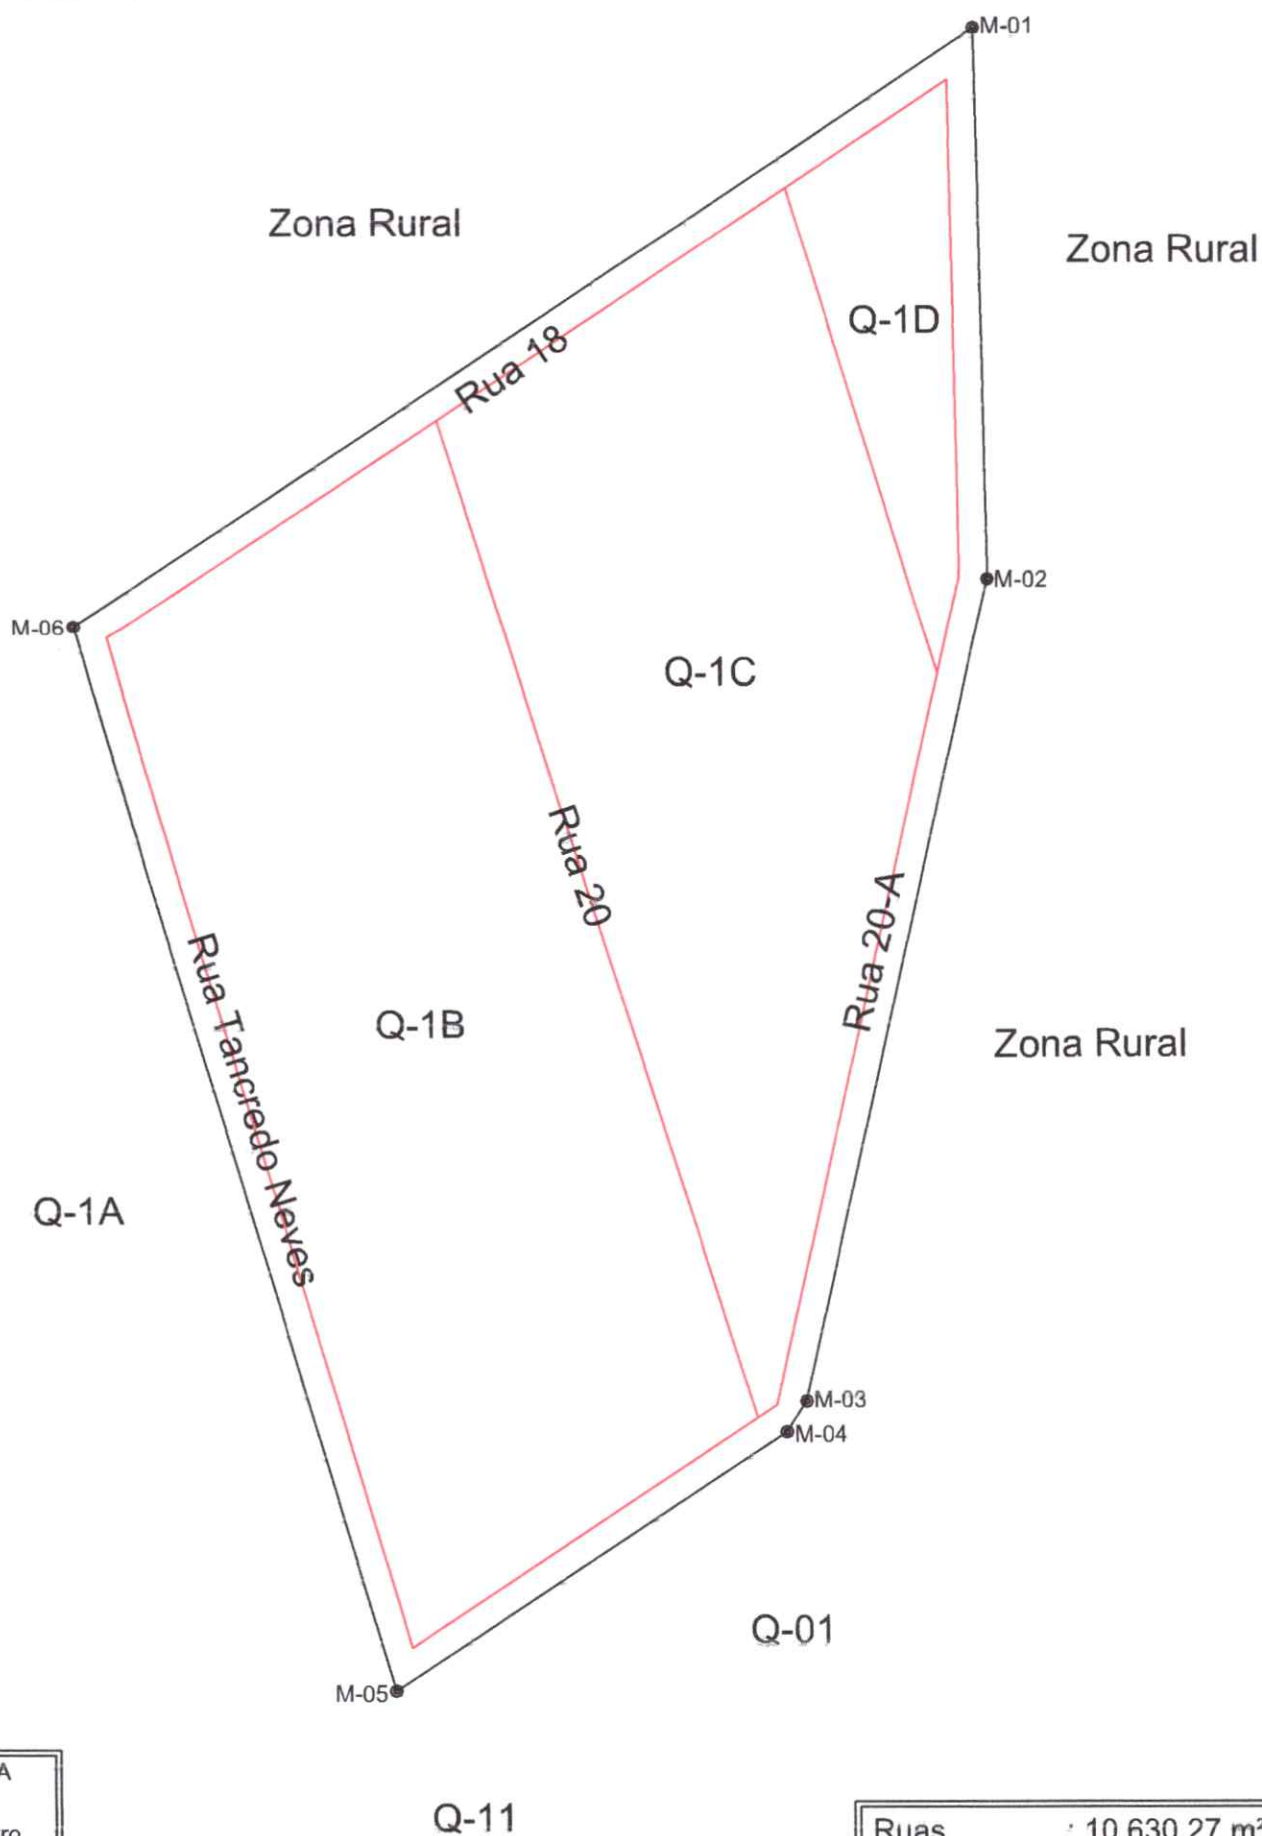 M-01
Zona Rural
Zona Rural
Q-1D
Rua 18
M-02
M-06
Q-1C
Rua 20
Rua 20-A
Rua Tancredo Neves
Q-1B
Zona Rural
Q-1A
M-03
M-04
Q-01
M-05
A
Q-11
Ruas : 10.630,27 m²